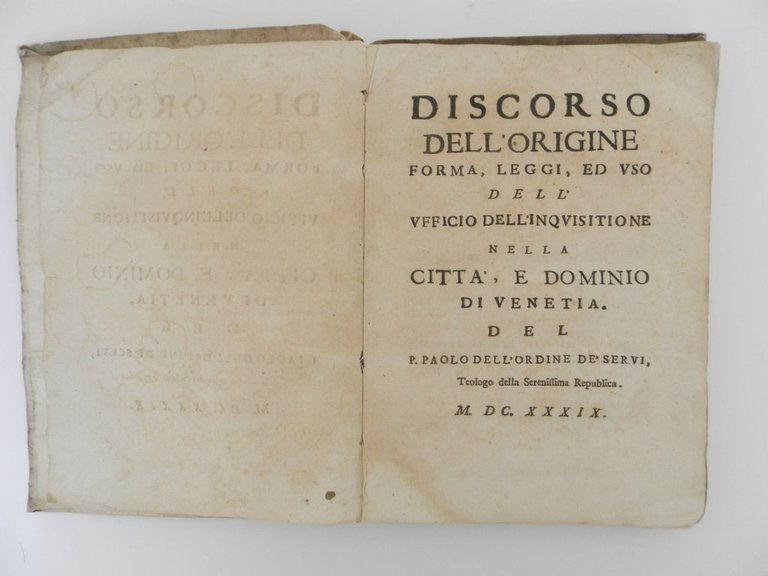 DISCORSO
DELL'ORIGINE
FORMA, LEGGI, ED VSO
DELL'
VFFICIO DELL'INQVISITIONE
NELLA
CITTA', E DOMINIO
DI VENETIA.
DEL
P. PAOLO DELL'ORDINE DE' SERVI,
Teologo della Sereniſſima Republica.
M. DC. XXXIX.